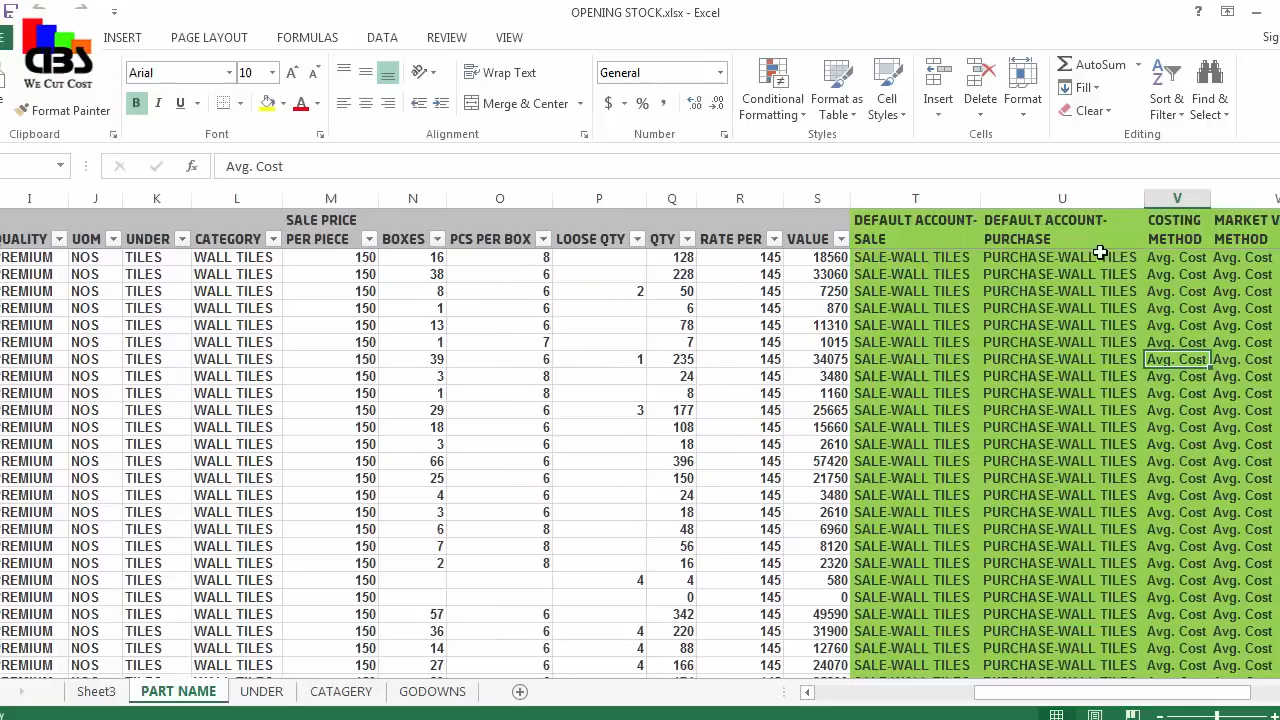 OPENING STOCK.xlsx - Excel
?
INSERT PAGE LAYOUT FORMULAS DATA REVIEW VIEW Sig
DBS
WE CUT COST
Arial 10 Wrap Text General AutoSum
Fill
Format Painter B I U Merge & Center $ % Conditional Formatting Format as Table Cell Styles Insert Delete Format Clear Sort & Filter Find & Select
Clipboard Font Alignment Number Styles Cells Editing
fx Avg. Cost
I J K L M N O P Q R S T U V
QUALITY UOM UNDER CATEGORY SALE PRICE PER PIECE BOXES PCS PER BOX LOOSE QTY QTY RATE PER VALUE DEFAULT ACCOUNT-SALE DEFAULT ACCOUNT-PURCHASE COSTING METHOD MARKET V METHOD
PREMIUM NOS TILES WALL TILES 150 16 8 128 145 18560 SALE-WALL TILES PURCHASE-WALL TILES Avg. Cost Avg. Cost
PREMIUM NOS TILES WALL TILES 150 38 6 228 145 33060 SALE-WALL TILES PURCHASE-WALL TILES Avg. Cost Avg. Cost
PREMIUM NOS TILES WALL TILES 150 8 6 2 50 145 7250 SALE-WALL TILES PURCHASE-WALL TILES Avg. Cost Avg. Cost
PREMIUM NOS TILES WALL TILES 150 1 6 6 145 870 SALE-WALL TILES PURCHASE-WALL TILES Avg. Cost Avg. Cost
PREMIUM NOS TILES WALL TILES 150 13 6 78 145 11310 SALE-WALL TILES PURCHASE-WALL TILES Avg. Cost Avg. Cost
PREMIUM NOS TILES WALL TILES 150 1 7 7 145 1015 SALE-WALL TILES PURCHASE-WALL TILES Avg. Cost Avg. Cost
PREMIUM NOS TILES WALL TILES 150 39 6 1 235 145 34075 SALE-WALL TILES PURCHASE-WALL TILES Avg. Cost Avg. Cost
PREMIUM NOS TILES WALL TILES 150 3 8 24 145 3480 SALE-WALL TILES PURCHASE-WALL TILES Avg. Cost Avg. Cost
PREMIUM NOS TILES WALL TILES 150 1 8 8 145 1160 SALE-WALL TILES PURCHASE-WALL TILES Avg. Cost Avg. Cost
PREMIUM NOS TILES WALL TILES 150 29 6 3 177 145 25665 SALE-WALL TILES PURCHASE-WALL TILES Avg. Cost Avg. Cost
PREMIUM NOS TILES WALL TILES 150 18 6 108 145 15660 SALE-WALL TILES PURCHASE-WALL TILES Avg. Cost Avg. Cost
PREMIUM NOS TILES WALL TILES 150 3 6 18 145 2610 SALE-WALL TILES PURCHASE-WALL TILES Avg. Cost Avg. Cost
PREMIUM NOS TILES WALL TILES 150 66 6 396 145 57420 SALE-WALL TILES PURCHASE-WALL TILES Avg. Cost Avg. Cost
PREMIUM NOS TILES WALL TILES 150 25 6 150 145 21750 SALE-WALL TILES PURCHASE-WALL TILES Avg. Cost Avg. Cost
PREMIUM NOS TILES WALL TILES 150 4 6 24 145 3480 SALE-WALL TILES PURCHASE-WALL TILES Avg. Cost Avg. Cost
PREMIUM NOS TILES WALL TILES 150 3 6 18 145 2610 SALE-WALL TILES PURCHASE-WALL TILES Avg. Cost Avg. Cost
PREMIUM NOS TILES WALL TILES 150 6 8 48 145 6960 SALE-WALL TILES PURCHASE-WALL TILES Avg. Cost Avg. Cost
PREMIUM NOS TILES WALL TILES 150 7 8 56 145 8120 SALE-WALL TILES PURCHASE-WALL TILES Avg. Cost Avg. Cost
PREMIUM NOS TILES WALL TILES 150 2 8 16 145 2320 SALE-WALL TILES PURCHASE-WALL TILES Avg. Cost Avg. Cost
PREMIUM NOS TILES WALL TILES 150 4 4 145 580 SALE-WALL TILES PURCHASE-WALL TILES Avg. Cost Avg. Cost
PREMIUM NOS TILES WALL TILES 150 0 145 0 SALE-WALL TILES PURCHASE-WALL TILES Avg. Cost Avg. Cost
PREMIUM NOS TILES WALL TILES 150 57 6 342 145 49590 SALE-WALL TILES PURCHASE-WALL TILES Avg. Cost Avg. Cost
PREMIUM NOS TILES WALL TILES 150 36 6 4 220 145 31900 SALE-WALL TILES PURCHASE-WALL TILES Avg. Cost Avg. Cost
PREMIUM NOS TILES WALL TILES 150 14 6 4 88 145 12760 SALE-WALL TILES PURCHASE-WALL TILES Avg. Cost Avg. Cost
PREMIUM NOS TILES WALL TILES 150 27 6 4 166 145 24070 SALE-WALL TILES PURCHASE-WALL TILES Avg. Cost Avg. Cost
Sheet3 PART NAME UNDER CATAGERY GODOWNS